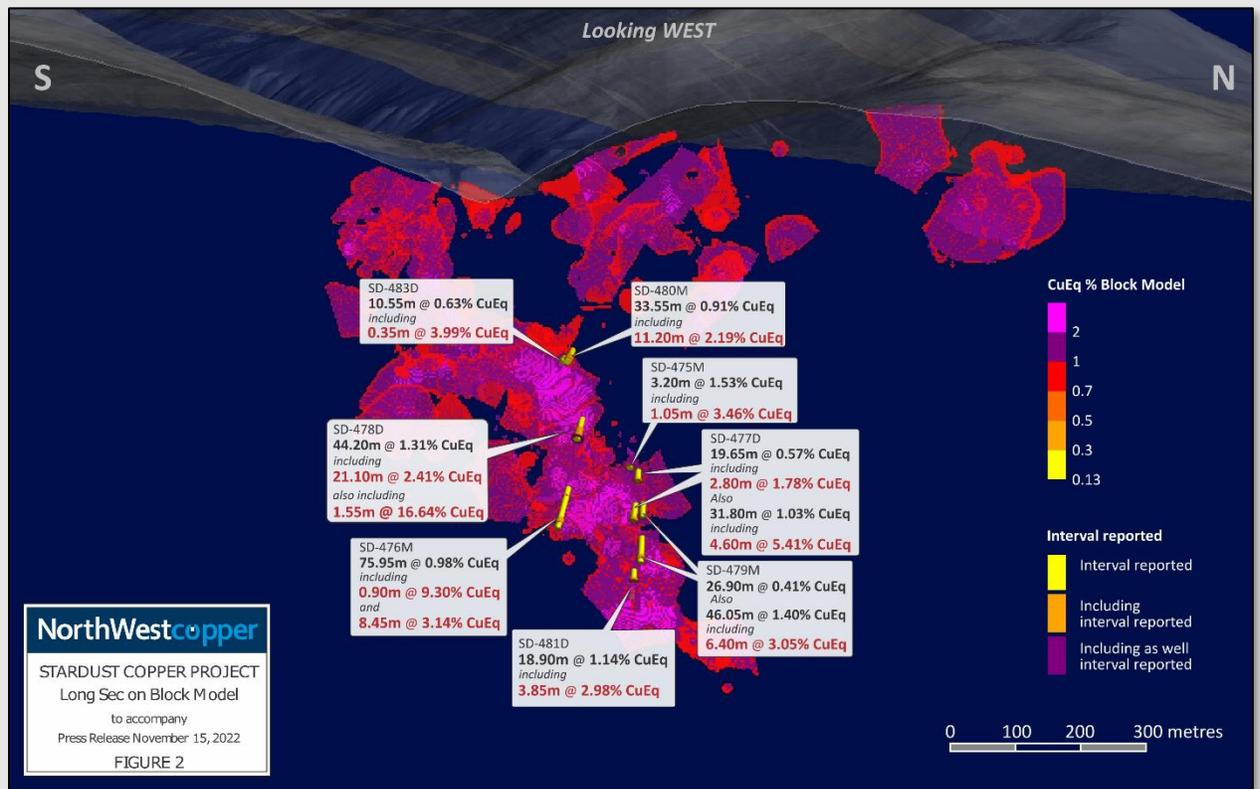 Looking WEST
S
N
SD-483D
10.55m @ 0.63% CuEq
including
0.35m @ 3.99% CuEq
SD-480M
33.55m @ 0.91% CuEq
including
11.20m @ 2.19% CuEq
SD-475M
3.20m @ 1.53% CuEq
including
1.05m @ 3.46% CuEq
SD-478D
44.20m @ 1.31% CuEq
including
21.10m @ 2.41% CuEq
also including
1.55m @ 16.64% CuEq
SD-477D
19.65m @ 0.57% CuEq
including
2.80m @ 1.78% CuEq
Also
31.80m @ 1.03% CuEq
including
4.60m @ 5.41% CuEq
SD-476M
75.95m @ 0.98% CuEq
including
0.90m @ 9.30% CuEq
and
8.45m @ 3.14% CuEq
SD-479M
26.90m @ 0.41% CuEq
Also
46.05m @ 1.40% CuEq
including
6.40m @ 3.05% CuEq
SD-481D
18.90m @ 1.14% CuEq
including
3.85m @ 2.98% CuEq
CuEq % Block Model
2
1
0.7
0.5
0.3
0.13
Interval reported
Interval reported
Including
interval reported
Including as well
interval reported
NorthWestcopper
STARDUST COPPER PROJECT
Long Sec on Block Model
to accompany
Press Release November 15, 2022
FIGURE 2
0 100 200 300 metres